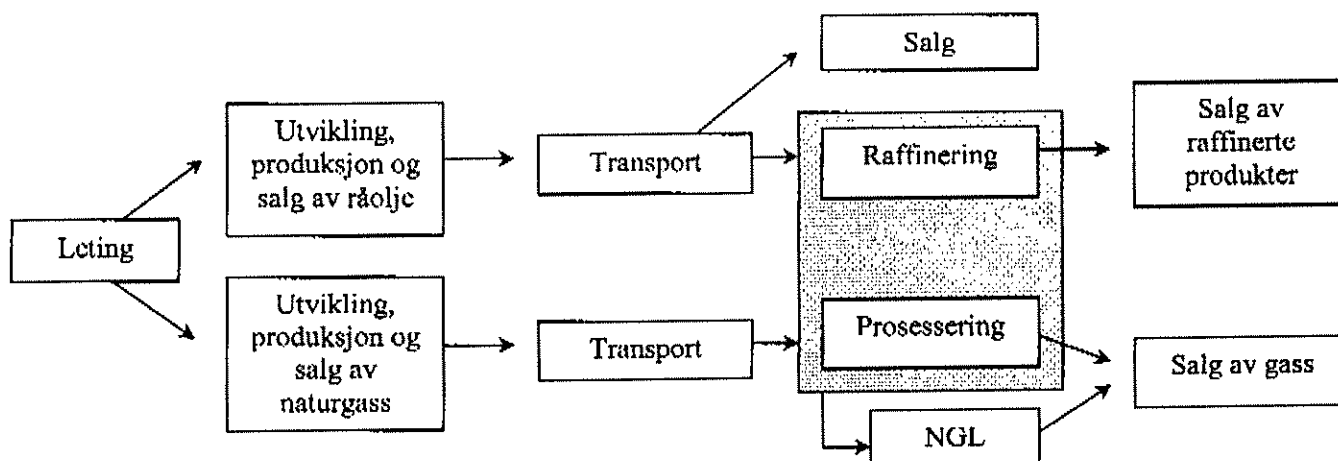 Salg
Utvikling,
produksjon og
salg av råolje
Transport
Raffinering
Salg av
raffinerte
produkter
Leting
Utvikling,
produksjon og
salg av
naturgass
Transport
Prosessering
Salg av gass
NGL